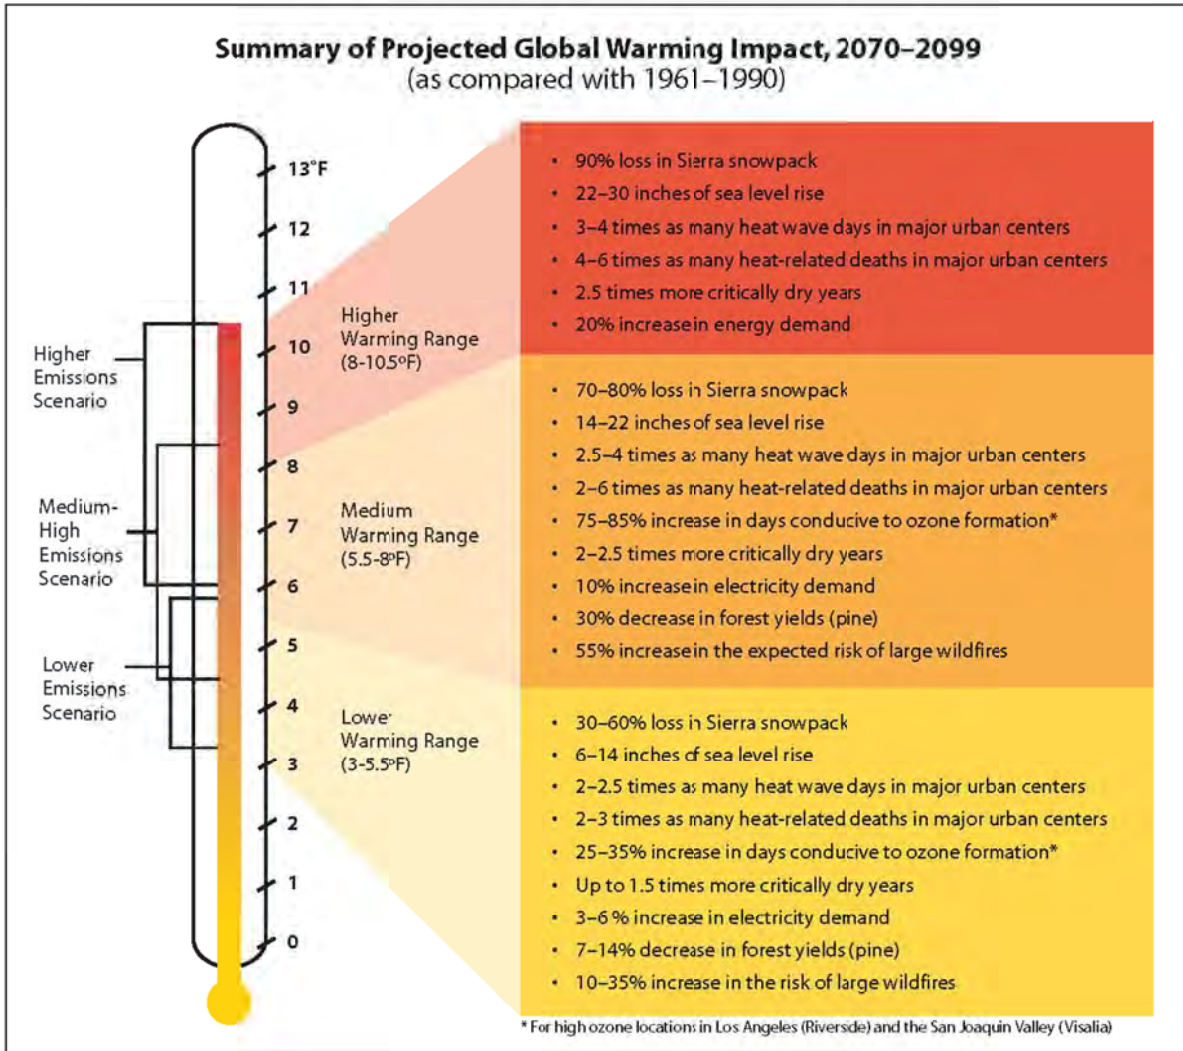 Summary of Projected Global Warming Impact, 2070–2099
(as compared with 1961–1990)
13°F
12
11
10
9
8
7
6
5
4
3
2
1
0
Higher
Emissions
Scenario
Medium-
High
Emissions
Scenario
Lower
Emissions
Scenario
Higher
Warming Range
(8-10.5°F)
• 90% loss in Sierra snowpack
• 22–30 inches of sea level rise
• 3–4 times as many heat wave days in major urban centers
• 4–6 times as many heat-related deaths in major urban centers
• 2.5 times more critically dry years
• 20% increase in energy demand
Medium
Warming Range
(5.5-8°F)
• 70–80% loss in Sierra snowpack
• 14–22 inches of sea level rise
• 2.5–4 times as many heat wave days in major urban centers
• 2–6 times as many heat-related deaths in major urban centers
• 75–85% increase in days conducive to ozone formation*
• 2–2.5 times more critically dry years
• 10% increase in electricity demand
• 30% decrease in forest yields (pine)
• 55% increase in the expected risk of large wildfires
Lower
Warming Range
(3-5.5°F)
• 30–60% loss in Sierra snowpack
• 6–14 inches of sea level rise
• 2–2.5 times as many heat wave days in major urban centers
• 2–3 times as many heat-related deaths in major urban centers
• 25–35% increase in days conducive to ozone formation*
• Up to 1.5 times more critically dry years
• 3–6 % increase in electricity demand
• 7–14% decrease in forest yields (pine)
• 10–35% increase in the risk of large wildfires
* For high ozone locations in Los Angeles (Riverside) and the San Joaquin Valley (Visalia)